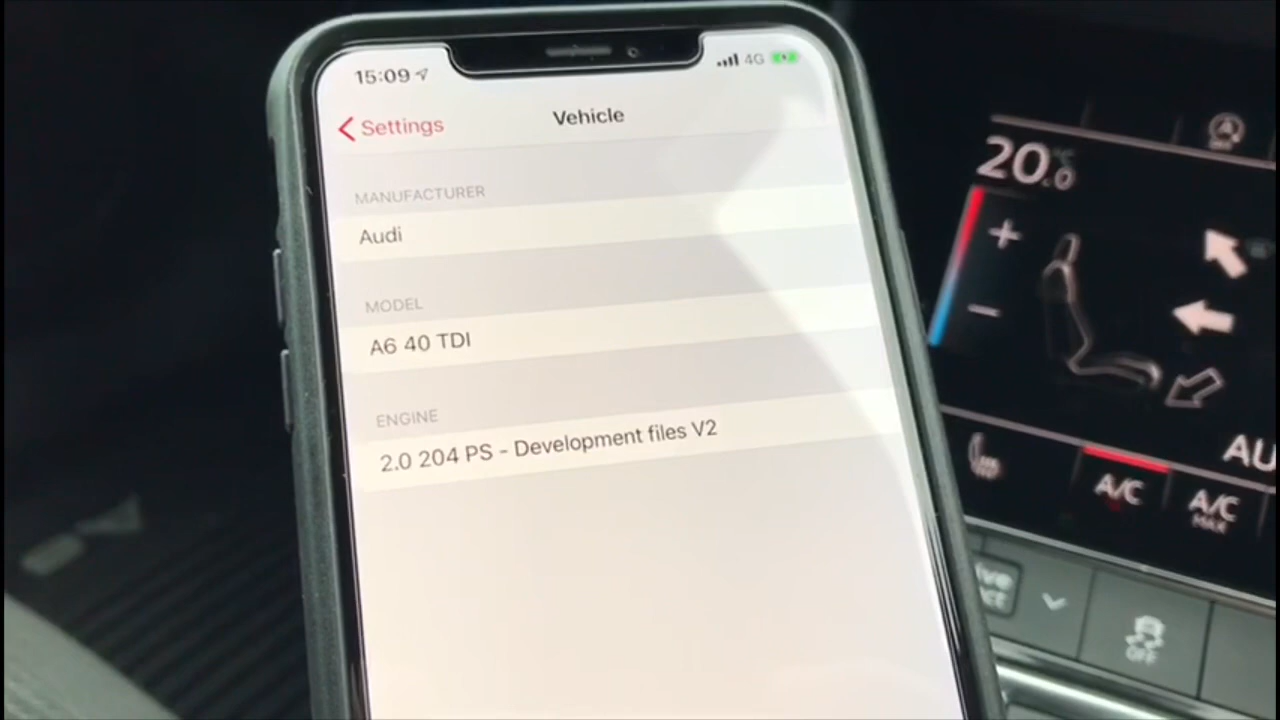 15:09
4G
Settings
Vehicle
MANUFACTURER
Audi
MODEL
A6 40 TDI
ENGINE
2.0 204 PS - Development files V2
20.0
+
−
AU
A/C
A/C
MAX
OFF